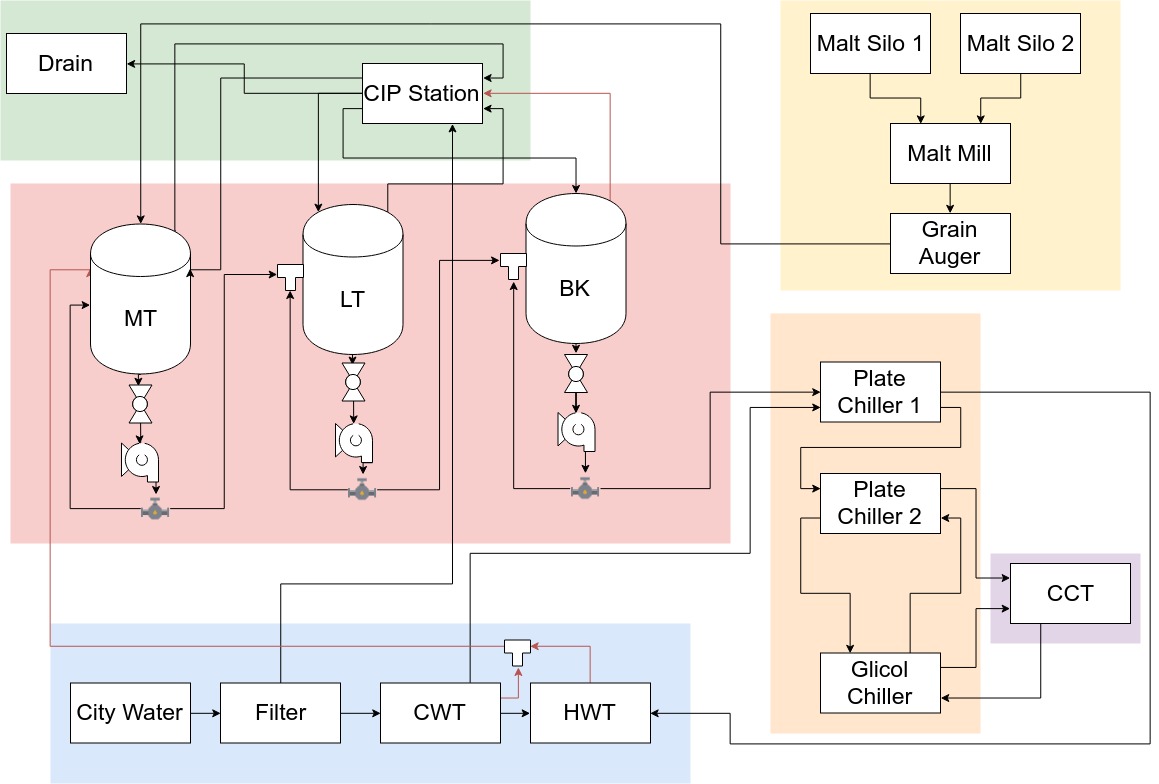 Drain
CIP Station
Malt Silo 1
Malt Silo 2
Malt Mill
Grain
Auger
MT
LT
BK
Plate
Chiller 1
Plate
Chiller 2
CCT
Glicol
Chiller
City Water
Filter
CWT
HWT